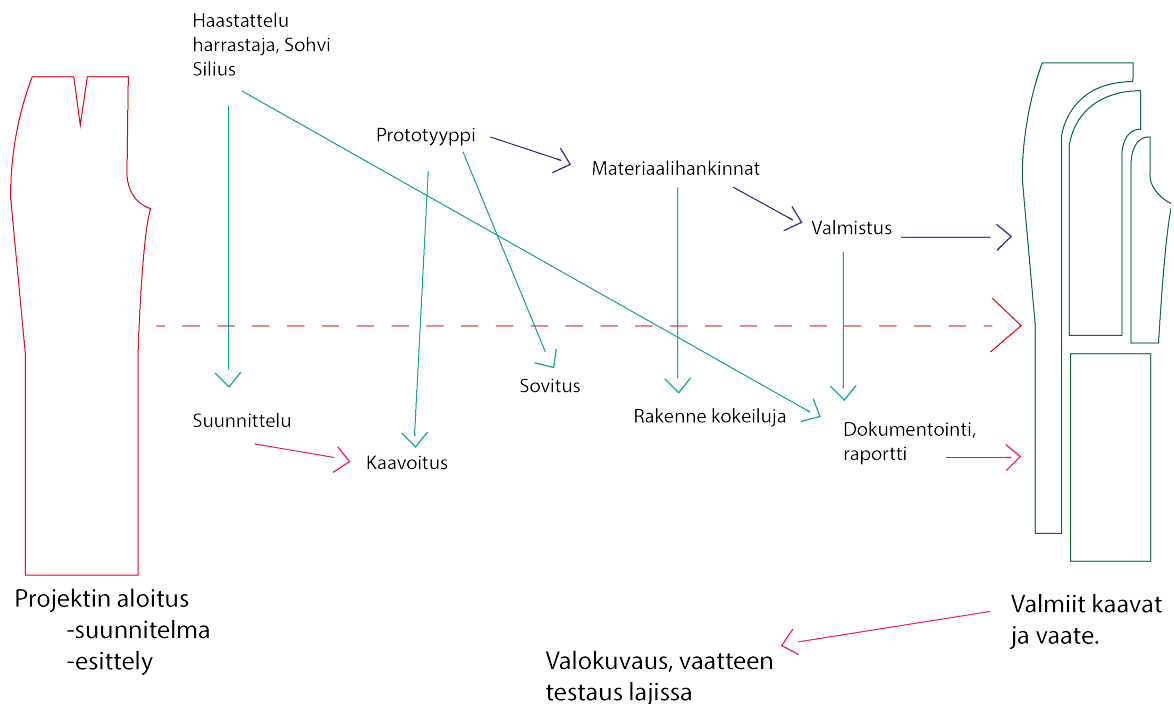 Haastattelu
harrastaja, Sohvi
Silius
Prototyyppi
Materiaalihankinnat
Valmistus
Sovitus
Suunnittelu
Rakenne kokeiluja
Dokumentointi,
raportti
Kaavoitus
Projektin aloitus
-suunnitelma
-esittely
Valmiit kaavat
ja vaate.
Valokuvaus, vaatteen
testaus lajissa